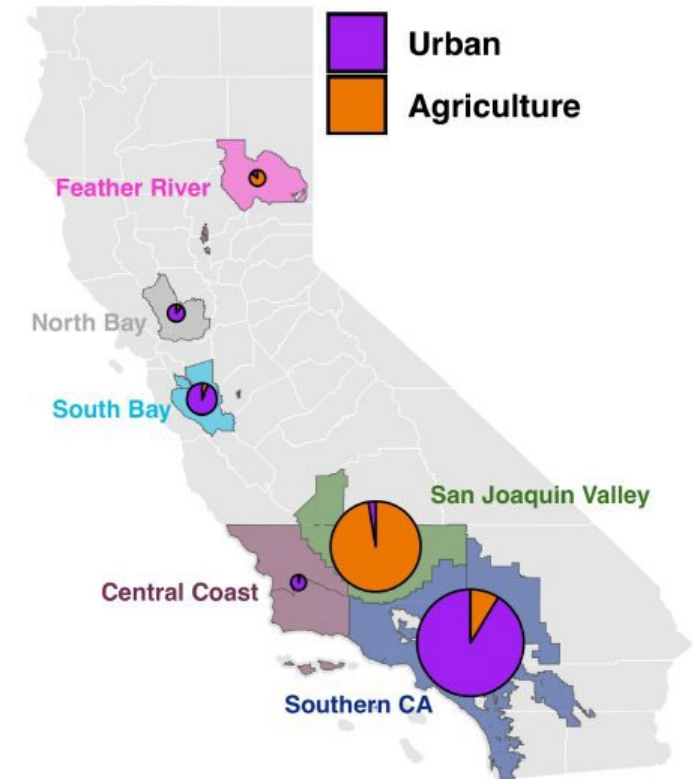 Urban
Agriculture
Feather River
North Bay
South Bay
San Joaquin Valley
Central Coast
Southern CA